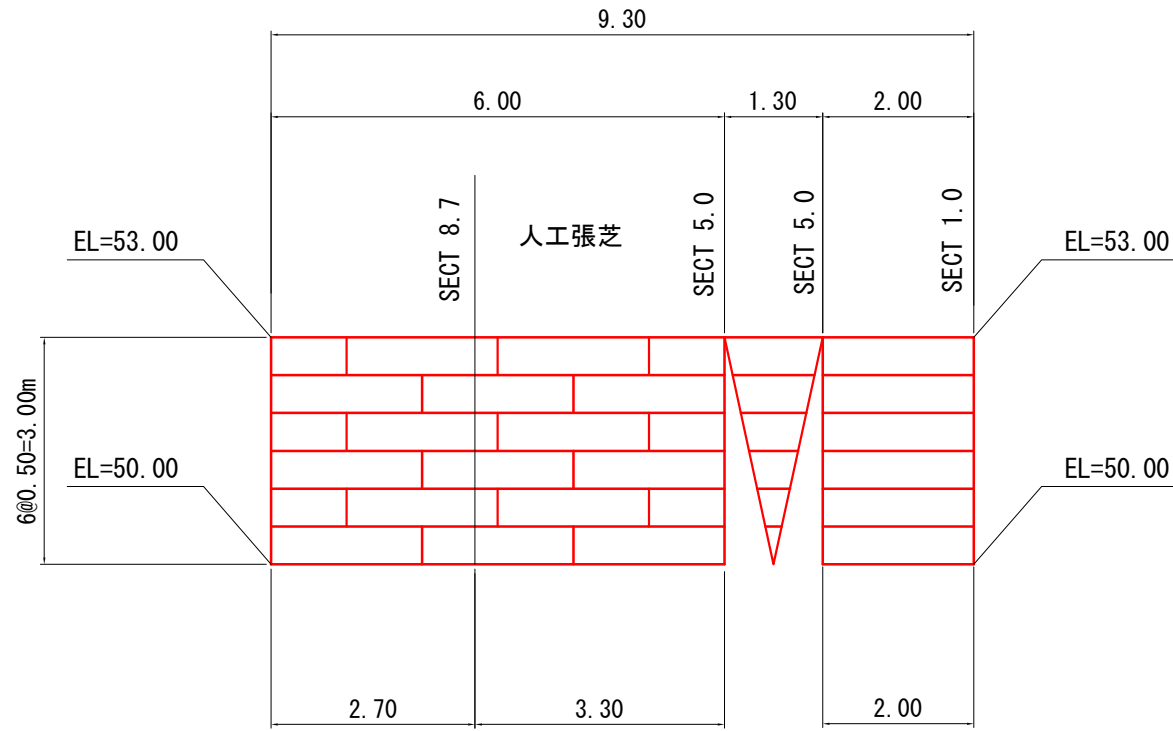 9.30
6.00
1.30
2.00
SECT 8.7
人工張芝
SECT 5.0
SECT 5.0
SECT 1.0
EL=53.00
EL=53.00
6@0.50=3.00m
EL=50.00
EL=50.00
2.70
3.30
2.00